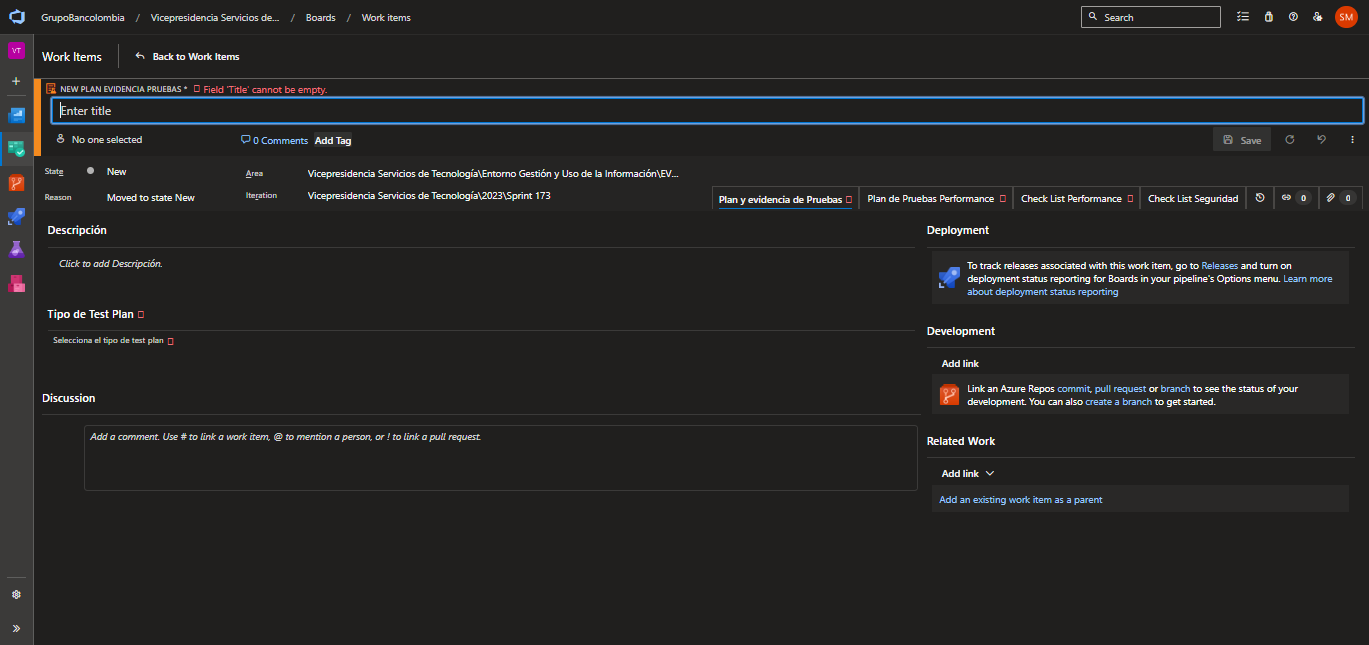 GrupoBancolombia / Vicepresidencia Servicios de... / Boards / Work items
Search
SM
VT
Work Items
Back to Work Items
NEW PLAN EVIDENCIA PRUEBAS * Field 'Title' cannot be empty.
Enter title
No one selected
0 Comments
Add Tag
Save
State New
Area Vicepresidencia Servicios de Tecnología\Entorno Gestión y Uso de la Información\EV...
Reason Moved to state New
Iteration Vicepresidencia Servicios de Tecnología\2023\Sprint 173
Plan y evidencia de Pruebas
Plan de Pruebas Performance
Check List Performance
Check List Seguridad
0
0
Descripción
Click to add Descripción.
Tipo de Test Plan
Selecciona el tipo de test plan
Discussion
Add a comment. Use # to link a work item, @ to mention a person, or ! to link a pull request.
Deployment
To track releases associated with this work item, go to Releases and turn on
deployment status reporting for Boards in your pipeline's Options menu. Learn more
about deployment status reporting
Development
Add link
Link an Azure Repos commit, pull request or branch to see the status of your
development. You can also create a branch to get started.
Related Work
Add link
Add an existing work item as a parent